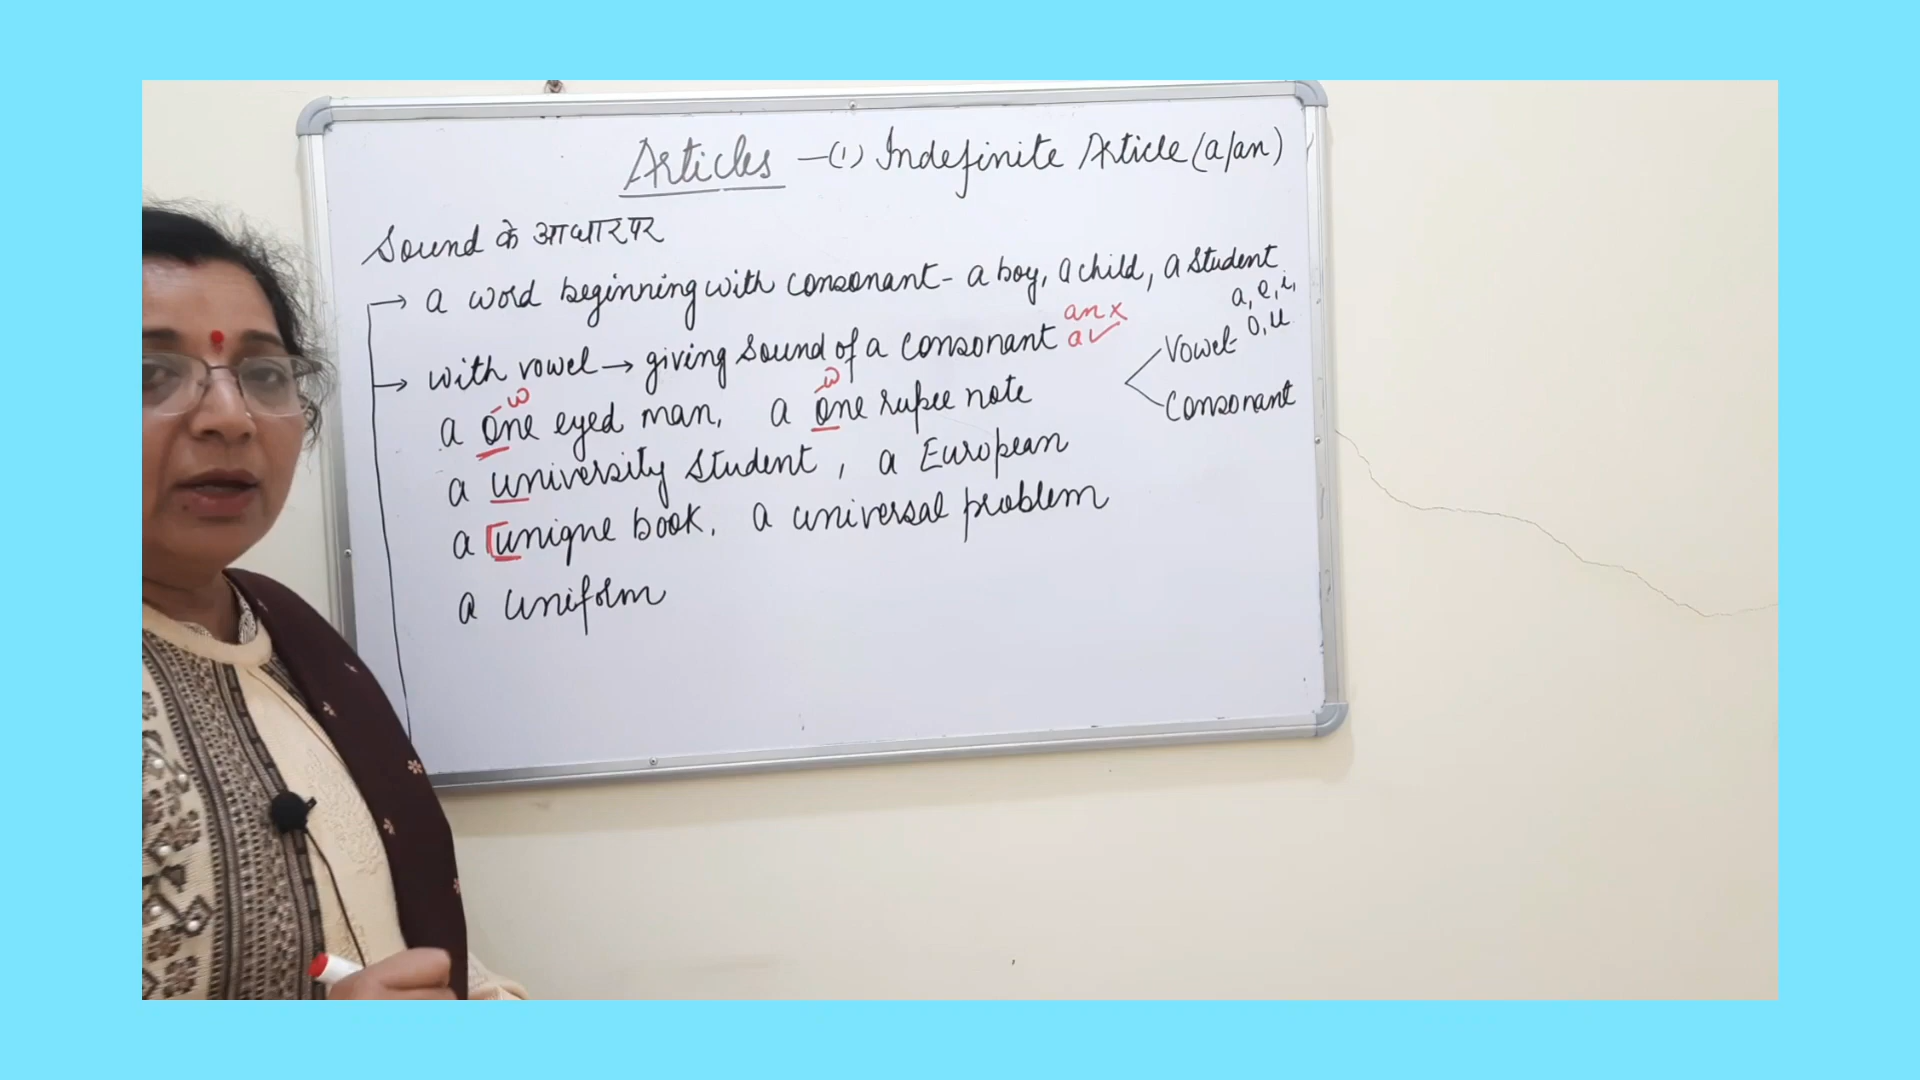 Articles – (1) Indefinite Article (a/an)
Sound के आधार पर
→ a word beginning with consonant - a boy, a child, a student
→ with vowel → giving sound of a consonant
an x
a ✓
Vowel - a, e, i,
o, u
Consonant
w
w
a one eyed man, a one rupee note
a university student, a European
a unique book, a universal problem
a uniform